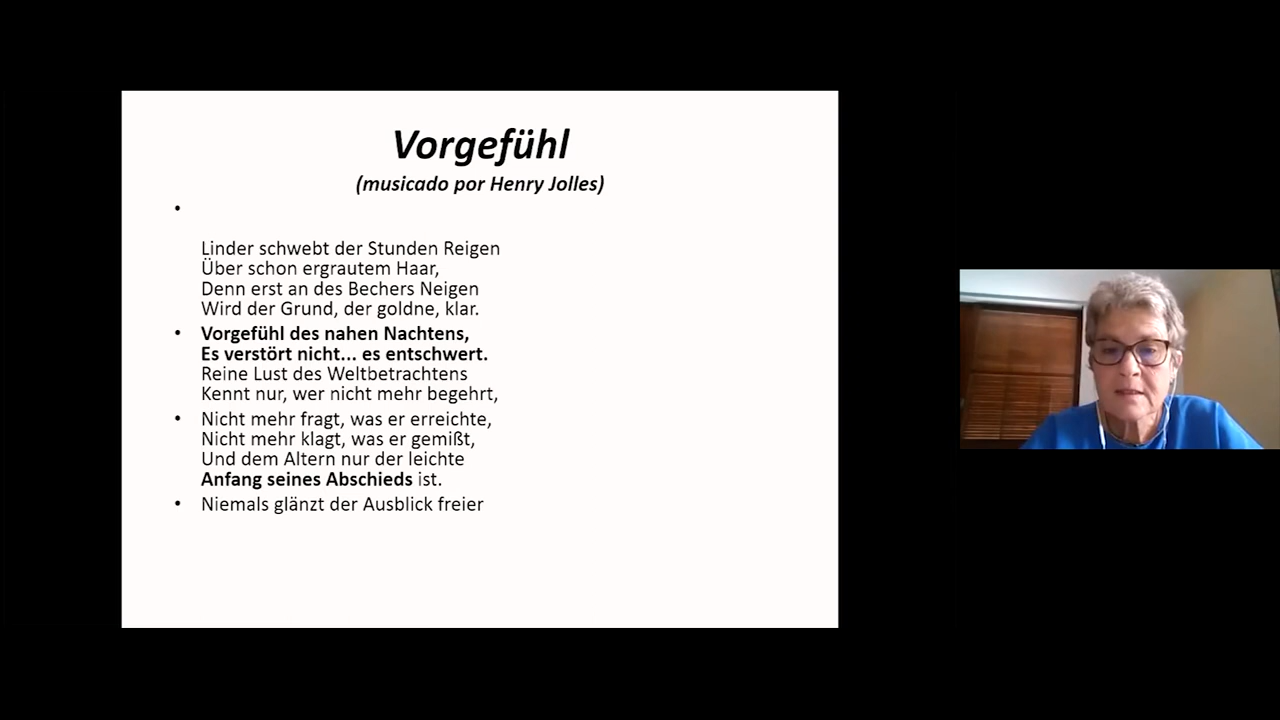 Vorgefühl
(musicado por Henry Jolles)
•
Linder schwebt der Stunden Reigen
Über schon ergrautem Haar,
Denn erst an des Bechers Neigen
Wird der Grund, der goldne, klar.
• Vorgefühl des nahen Nachtens,
Es verstört nicht... es entschwert.
Reine Lust des Weltbetrachtens
Kennt nur, wer nicht mehr begehrt,
• Nicht mehr fragt, was er erreichte,
Nicht mehr klagt, was er gemißt,
Und dem Altern nur der leichte
Anfang seines Abschieds ist.
• Niemals glänzt der Ausblick freier